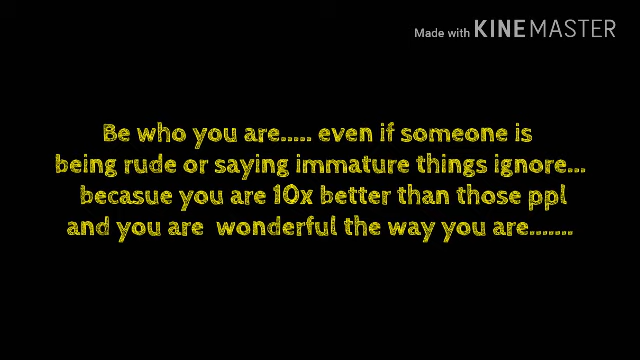 Made with KINEMASTER
Be who you are..... even if someone is
being rude or saying immature things ignore...
becasue you are 10x better than those ppl
and you are wonderful the way you are.......